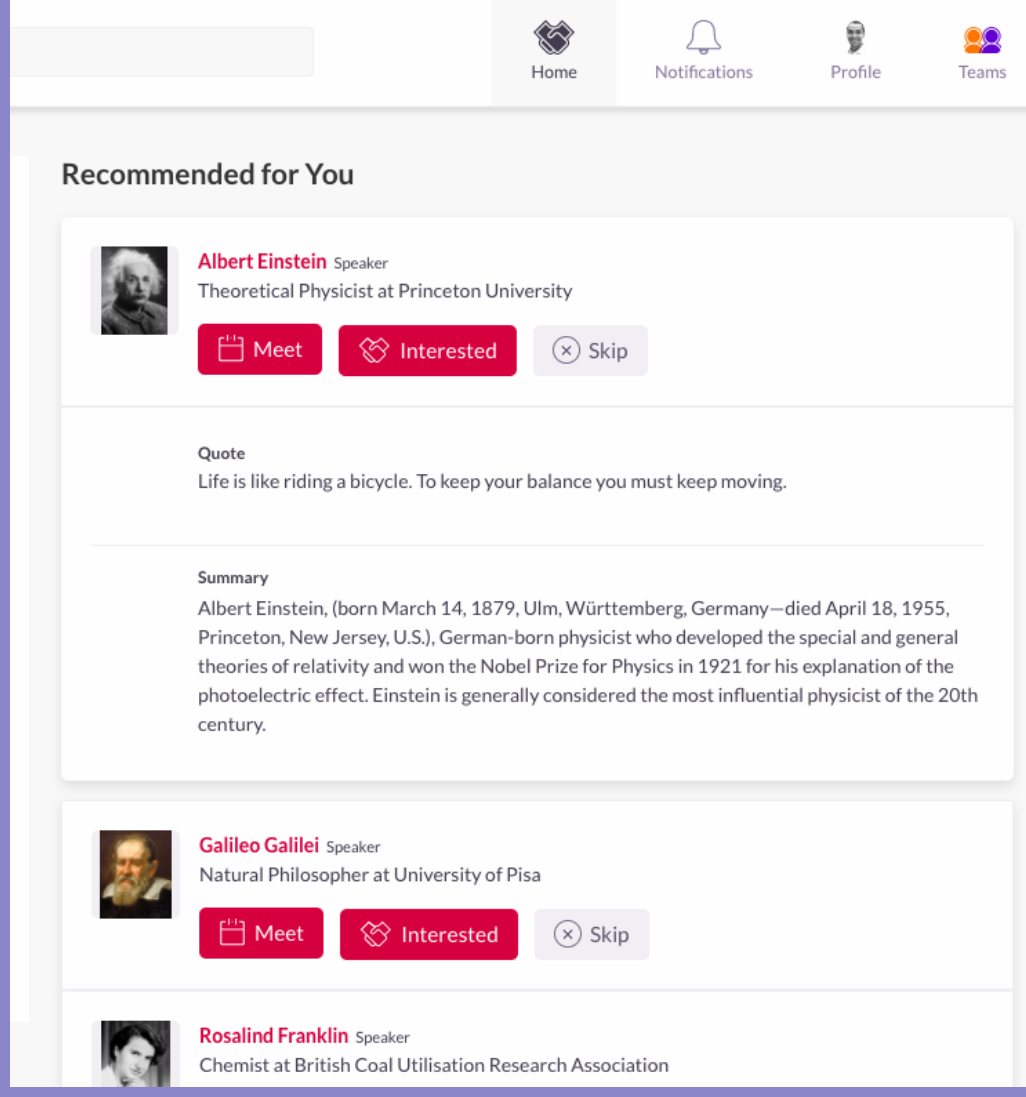 Home
Notifications
Profile
Teams
Recommended for You
Albert Einstein Speaker
Theoretical Physicist at Princeton University
Meet
Interested
Skip
Quote
Life is like riding a bicycle. To keep your balance you must keep moving.
Summary
Albert Einstein, (born March 14, 1879, Ulm, Württemberg, Germany—died April 18, 1955,
Princeton, New Jersey, U.S.), German-born physicist who developed the special and general
theories of relativity and won the Nobel Prize for Physics in 1921 for his explanation of the
photoelectric effect. Einstein is generally considered the most influential physicist of the 20th
century.
Galileo Galilei Speaker
Natural Philosopher at University of Pisa
Meet
Interested
Skip
Rosalind Franklin Speaker
Chemist at British Coal Utilisation Research Association